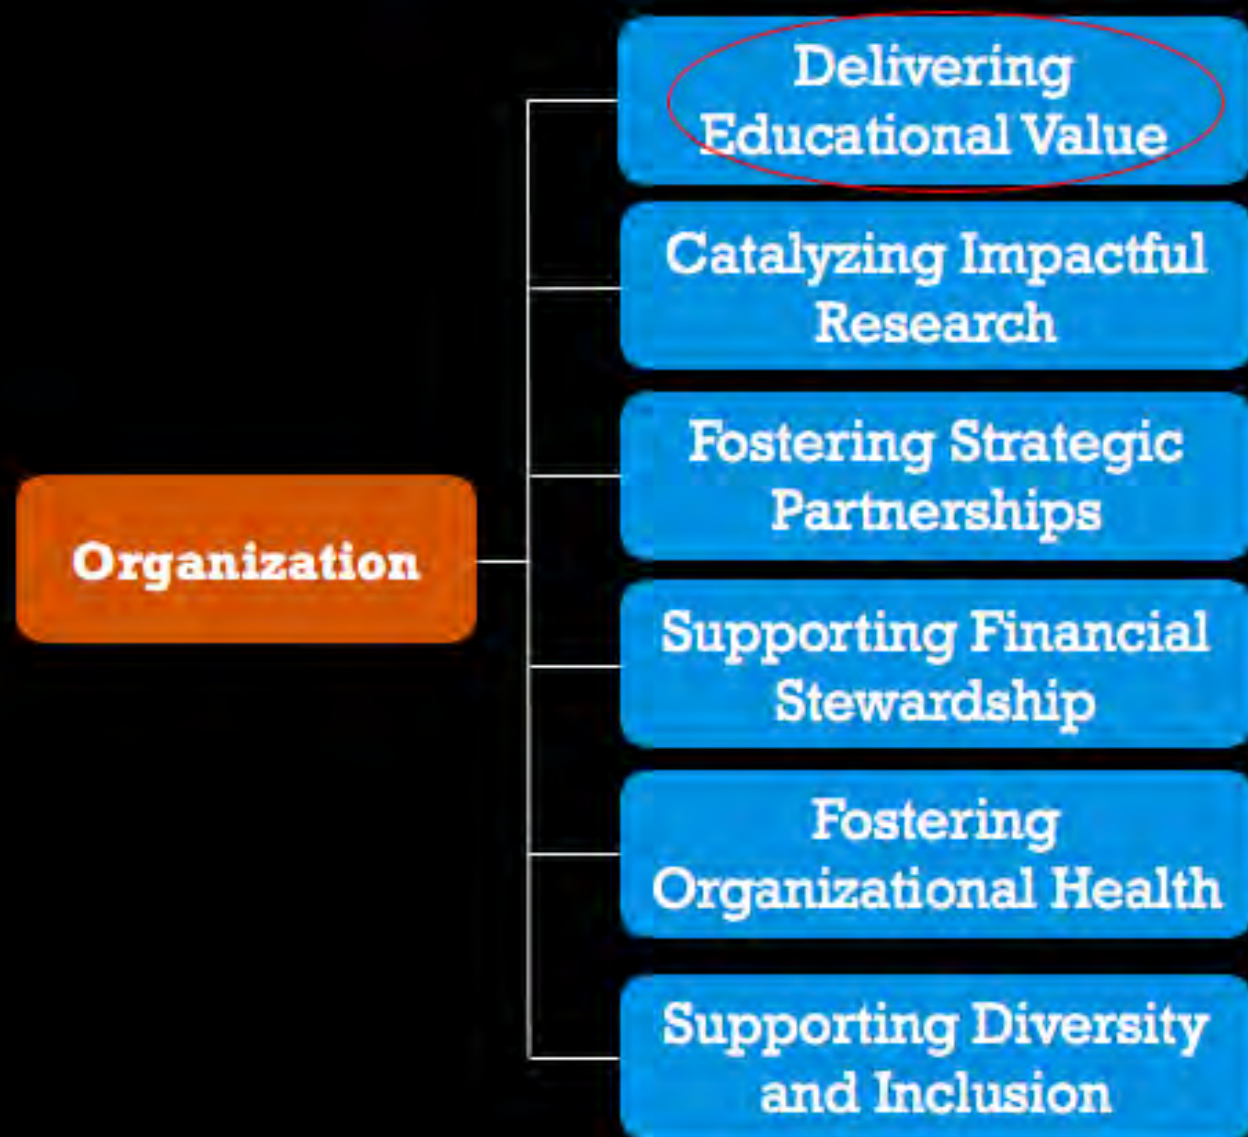 Delivering
Educational Value
Catalyzing Impactful
Research
Fostering Strategic
Partnerships
Organization
Supporting Financial
Stewardship
Fostering
Organizational Health
Supporting Diversity
and Inclusion